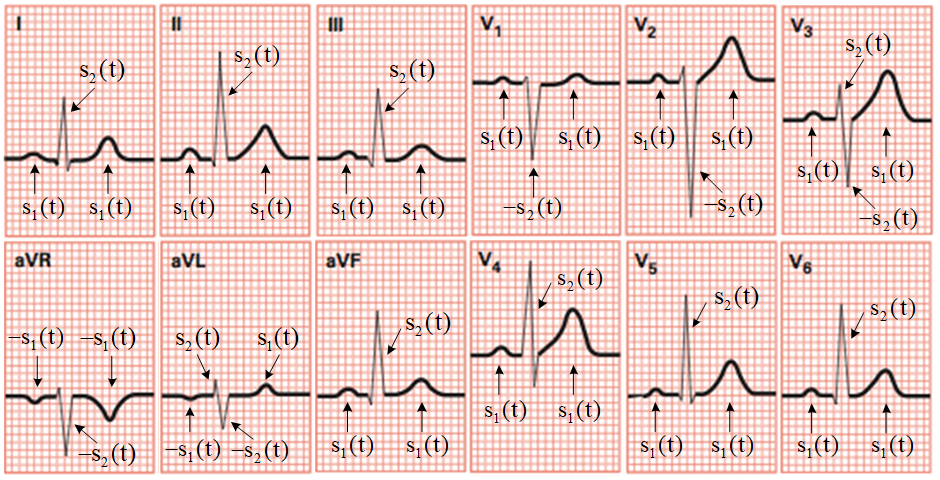 I
s₂(t)
s₁(t) s₁(t)
II
s₂(t)
s₁(t) s₁(t)
III
s₂(t)
s₁(t) s₁(t)
V₁
s₁(t) s₁(t)
−s₂(t)
V₂
s₁(t) s₁(t)
−s₂(t)
V₃
s₂(t)
s₁(t) s₁(t)
−s₂(t)
aVR
−s₁(t) −s₁(t)
−s₂(t)
aVL
s₂(t) s₁(t)
−s₁(t) −s₂(t)
aVF
s₂(t)
s₁(t) s₁(t)
V₄
s₂(t)
s₁(t) s₁(t)
V₅
s₂(t)
s₁(t) s₁(t)
V₆
s₂(t)
s₁(t) s₁(t)